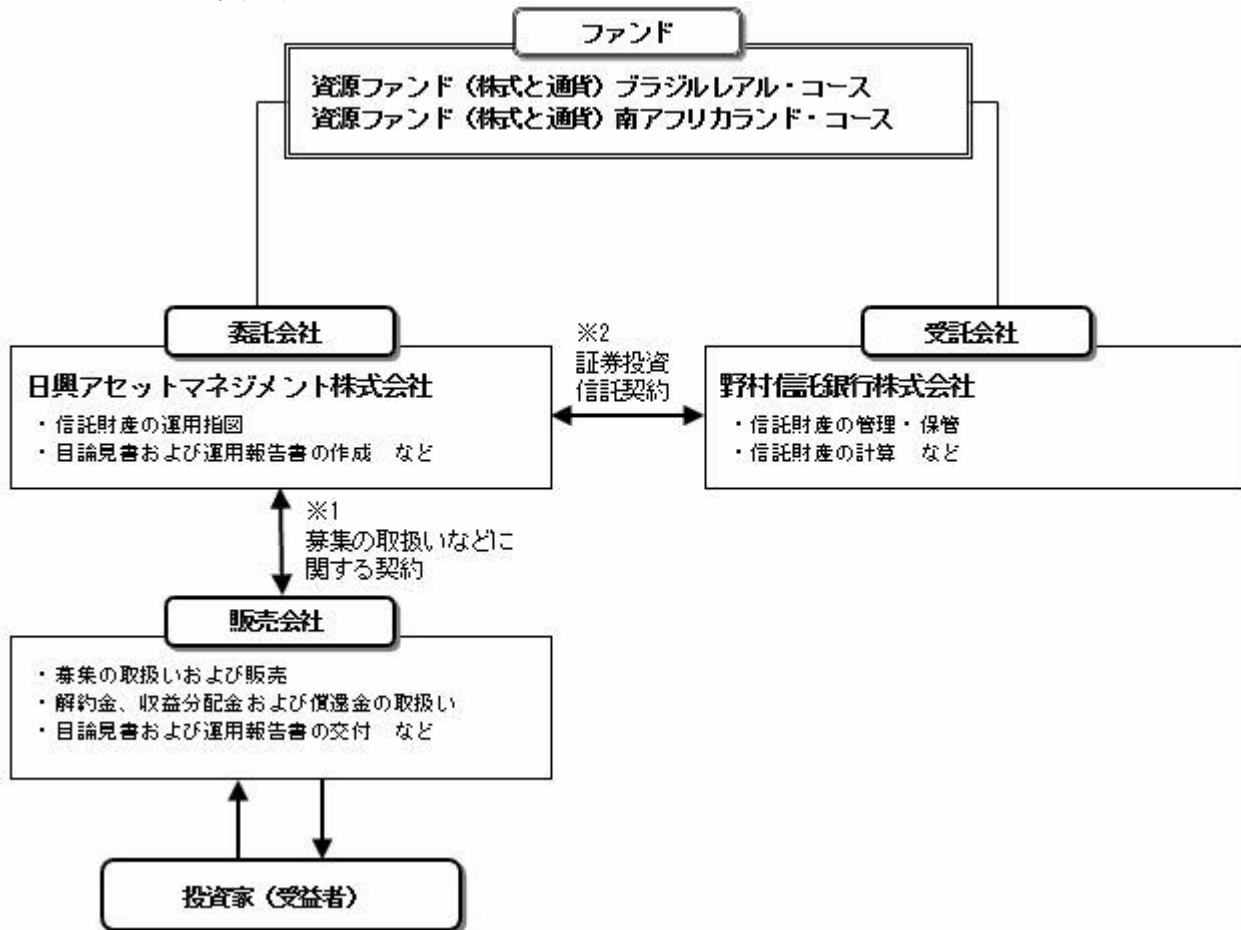 ファンド
資源ファンド（株式と通貨）ブラジルレアル・コース
資源ファンド（株式と通貨）南アフリカランド・コース
委託会社
日興アセットマネジメント株式会社
・信託財産の運用指図
・目論見書および運用報告書の作成　など
※2
証券投資
信託契約
受託会社
野村信託銀行株式会社
・信託財産の管理・保管
・信託財産の計算　など
※1
募集の取扱いなどに
関する契約
販売会社
・募集の取扱いおよび販売
・解約金、収益分配金および償還金の取扱い
・目論見書および運用報告書の交付　など
投資家（受益者）